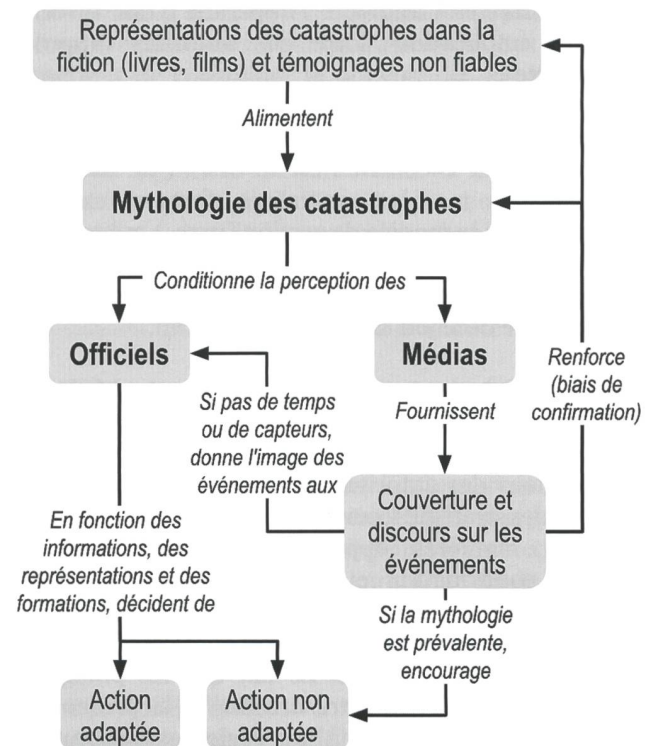 Représentations des catastrophes dans la
fiction (livres, films) et témoignages non fiables
Alimentent
Mythologie des catastrophes
Conditionne la perception des
Officiels
Médias
Renforce
(biais de
confirmation)
Si pas de temps
ou de capteurs,
donne l'image des
événements aux
Fournissent
Couverture et
discours sur les
événements
En fonction des
informations, des
représentations et des
formations, décident de
Si la mythologie
est prévalente,
encourage
Action
adaptée
Action non
adaptée